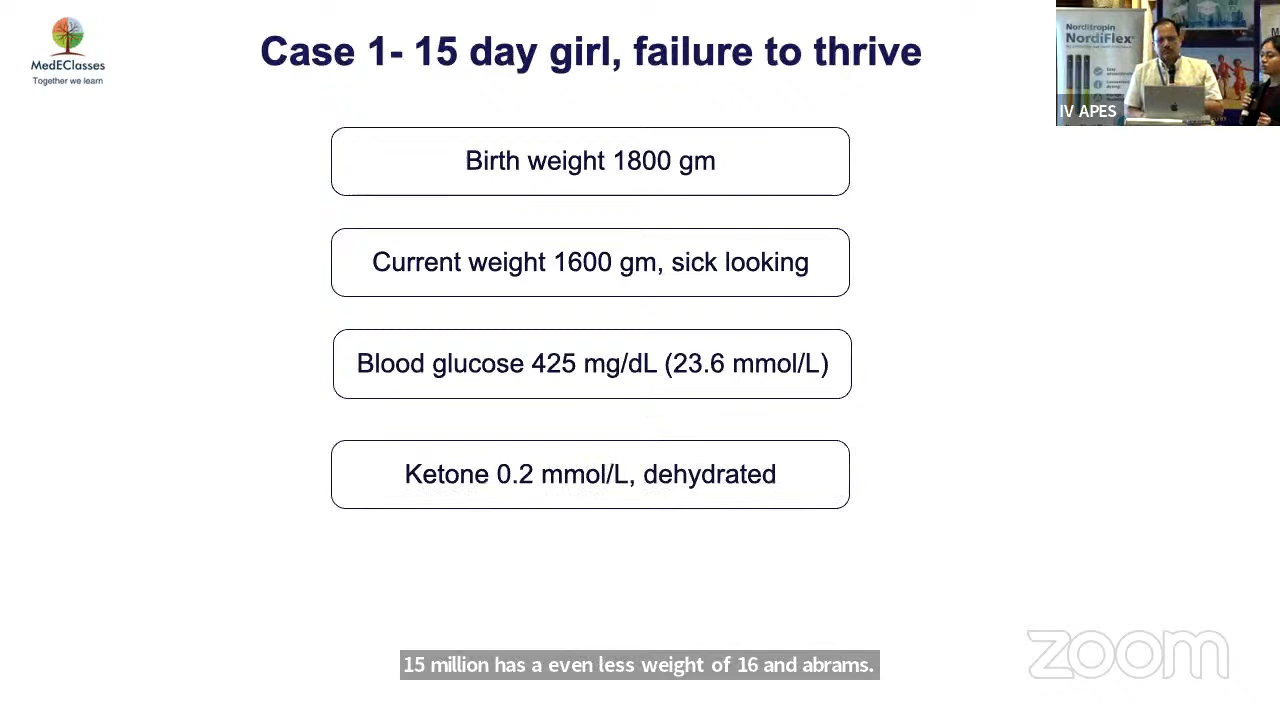 MedEClasses
Together we learn
Case 1- 15 day girl, failure to thrive
Norditropin
NordiFlex
IV APES
Birth weight 1800 gm
Current weight 1600 gm, sick looking
Blood glucose 425 mg/dL (23.6 mmol/L)
Ketone 0.2 mmol/L, dehydrated
15 million has a even less weight of 16 and abrams.
zoom